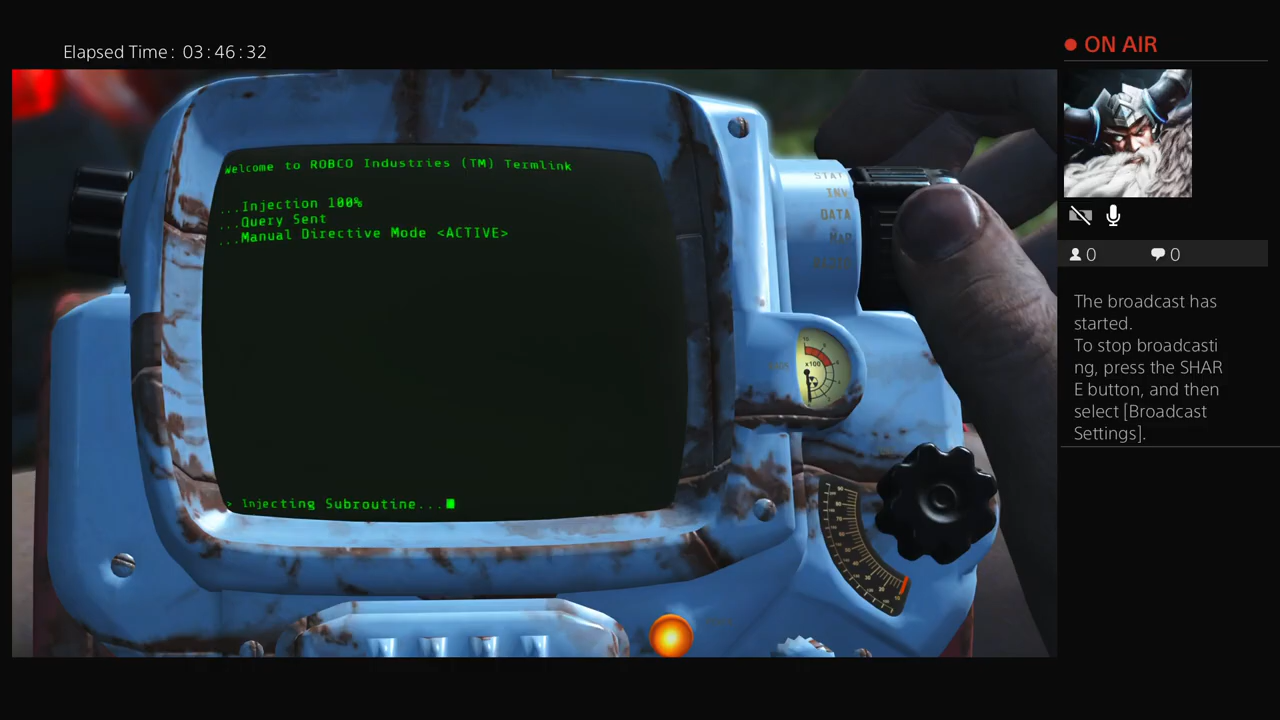 Elapsed Time: 03:46:32
ON AIR
Welcome to ROBCO Industries (TM) Termlink
...Injection 100%
...Query Sent
...Manual Directive Mode <ACTIVE>
> Injecting Subroutine...
STAT
INV
DATA
MAP
x100
0
0
The broadcast has
started.
To stop broadcasti
ng, press the SHAR
E button, and then
select [Broadcast
Settings].